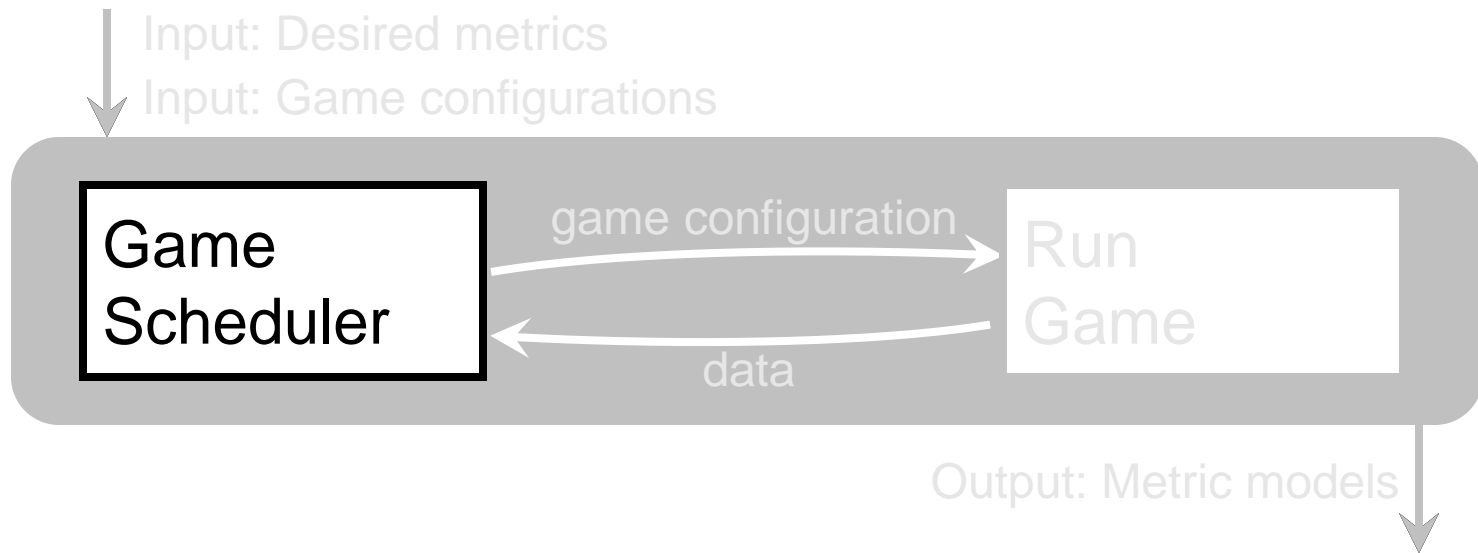 Input: Desired metrics
Input: Game configurations
Game
Scheduler
game configuration
data
Run
Game
Output: Metric models